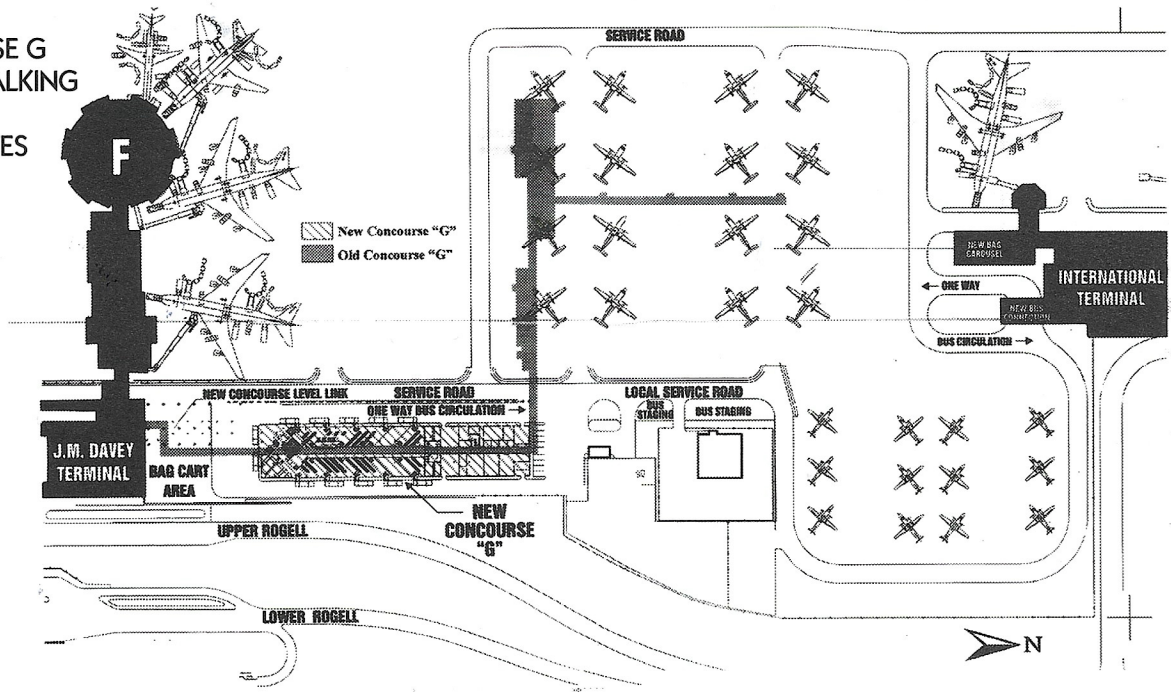 SE G
ALKING
ES
F
SERVICE ROAD
New Concourse "G"
Old Concourse "G"
NEW BAG
CAROUSEL
INTERNATIONAL
TERMINAL
← ONE WAY
NEW BUS
CONNECTION
BUS CIRCULATION →
NEW CONCOURSE LEVEL LINK
SERVICE ROAD
ONE WAY BUS CIRCULATION →
LOCAL SERVICE ROAD
BUS
STAGING
BUS STAGING
J.M. DAVEY
TERMINAL
BAG CART
AREA
NEW
CONCOURSE
"G"
UPPER ROGELL
LOWER ROGELL
N